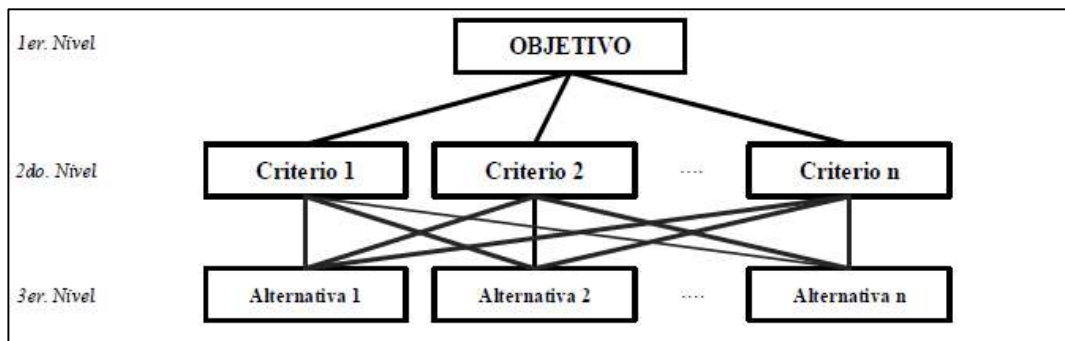 1er. Nivel
OBJETIVO
2do. Nivel
Criterio 1
Criterio 2
....
Criterio n
3er. Nivel
Alternativa 1
Alternativa 2
....
Alternativa n